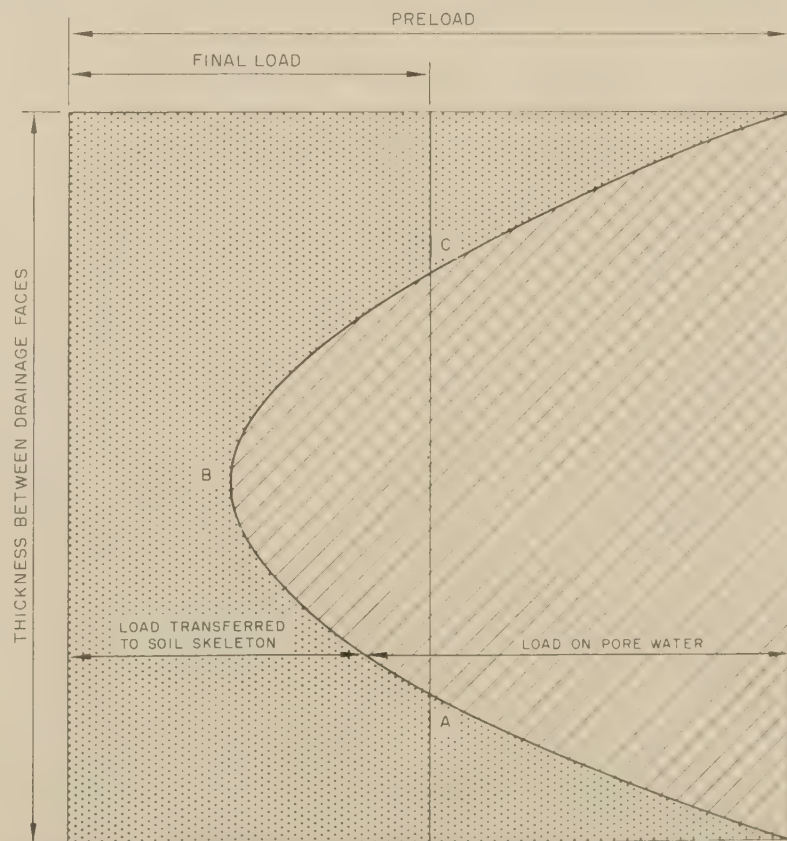 PRELOAD
FINAL LOAD
THICKNESS BETWEEN DRAINAGE FACES
C
B
LOAD TRANSFERRED
TO SOIL SKELETON
LOAD ON PORE WATER
A